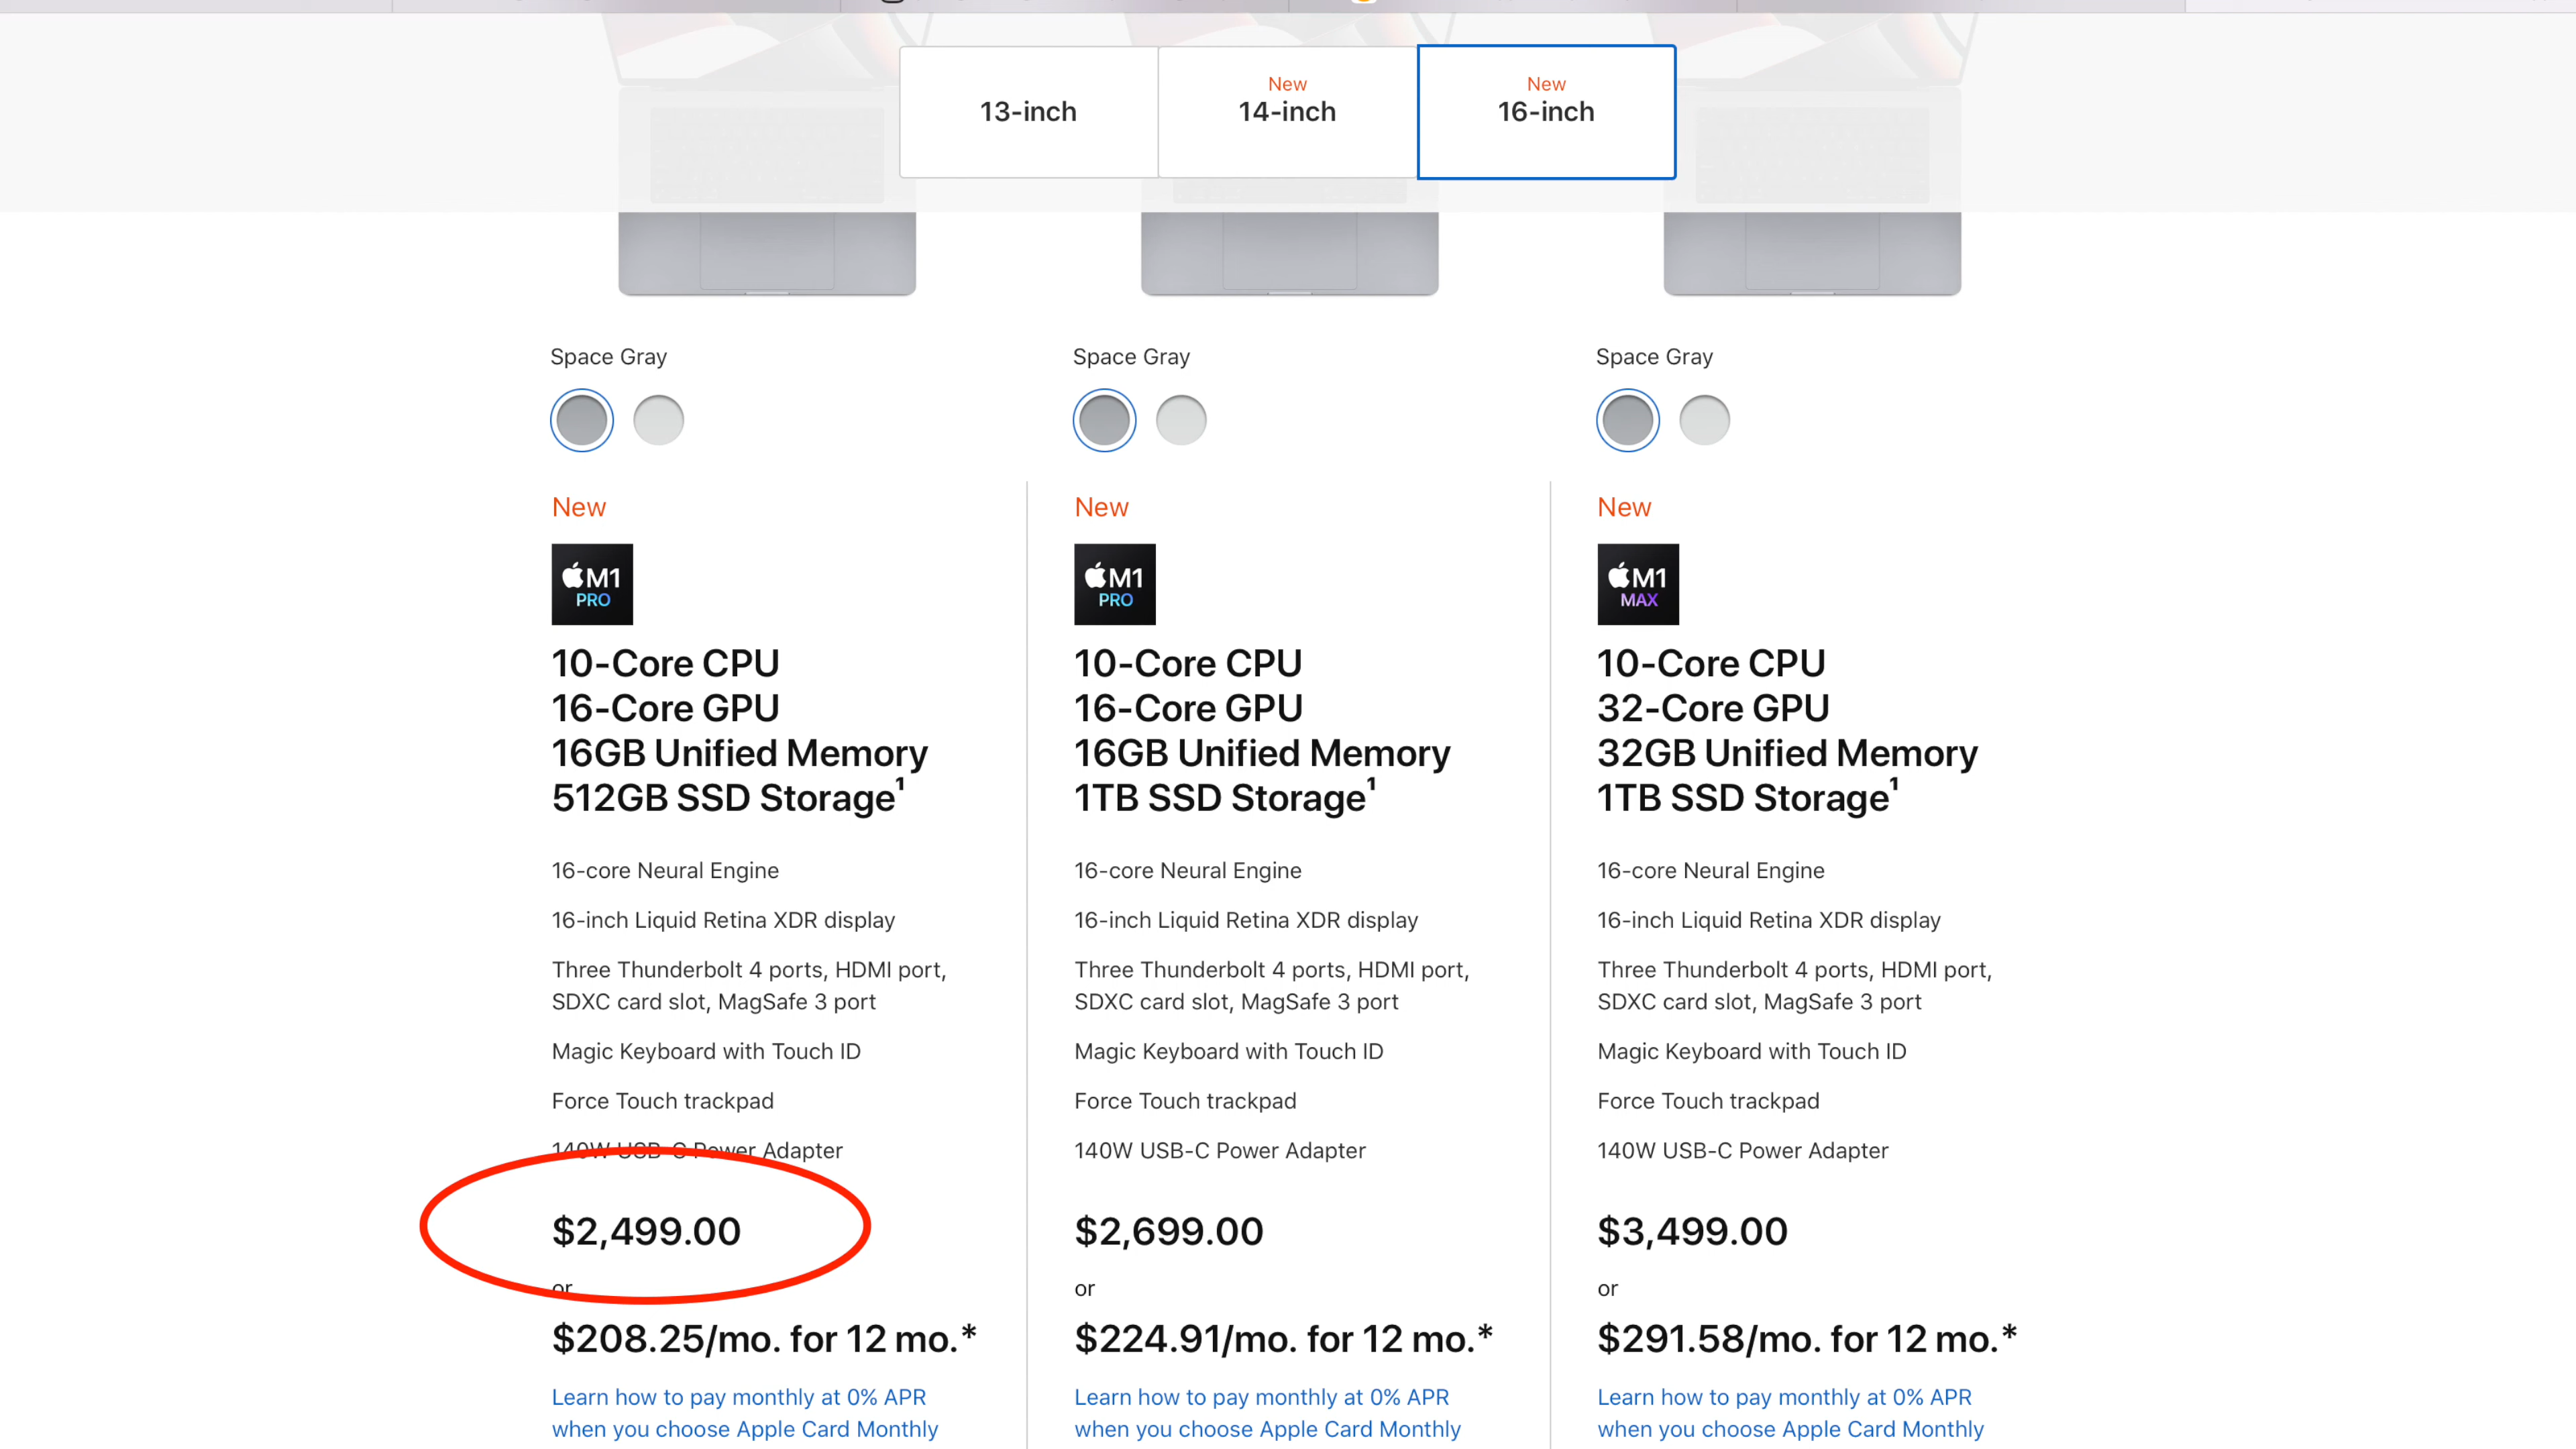 13-inch
New
14-inch
New
16-inch
Space Gray
New
M1
PRO
10-Core CPU
16-Core GPU
16GB Unified Memory
512GB SSD Storage¹
16-core Neural Engine
16-inch Liquid Retina XDR display
Three Thunderbolt 4 ports, HDMI port,
SDXC card slot, MagSafe 3 port
Magic Keyboard with Touch ID
Force Touch trackpad
140W USB-C Power Adapter
$2,499.00
or
$208.25/mo. for 12 mo.*
Learn how to pay monthly at 0% APR
when you choose Apple Card Monthly
Space Gray
New
M1
PRO
10-Core CPU
16-Core GPU
16GB Unified Memory
1TB SSD Storage¹
16-core Neural Engine
16-inch Liquid Retina XDR display
Three Thunderbolt 4 ports, HDMI port,
SDXC card slot, MagSafe 3 port
Magic Keyboard with Touch ID
Force Touch trackpad
140W USB-C Power Adapter
$2,699.00
or
$224.91/mo. for 12 mo.*
Learn how to pay monthly at 0% APR
when you choose Apple Card Monthly
Space Gray
New
M1
MAX
10-Core CPU
32-Core GPU
32GB Unified Memory
1TB SSD Storage¹
16-core Neural Engine
16-inch Liquid Retina XDR display
Three Thunderbolt 4 ports, HDMI port,
SDXC card slot, MagSafe 3 port
Magic Keyboard with Touch ID
Force Touch trackpad
140W USB-C Power Adapter
$3,499.00
or
$291.58/mo. for 12 mo.*
Learn how to pay monthly at 0% APR
when you choose Apple Card Monthly